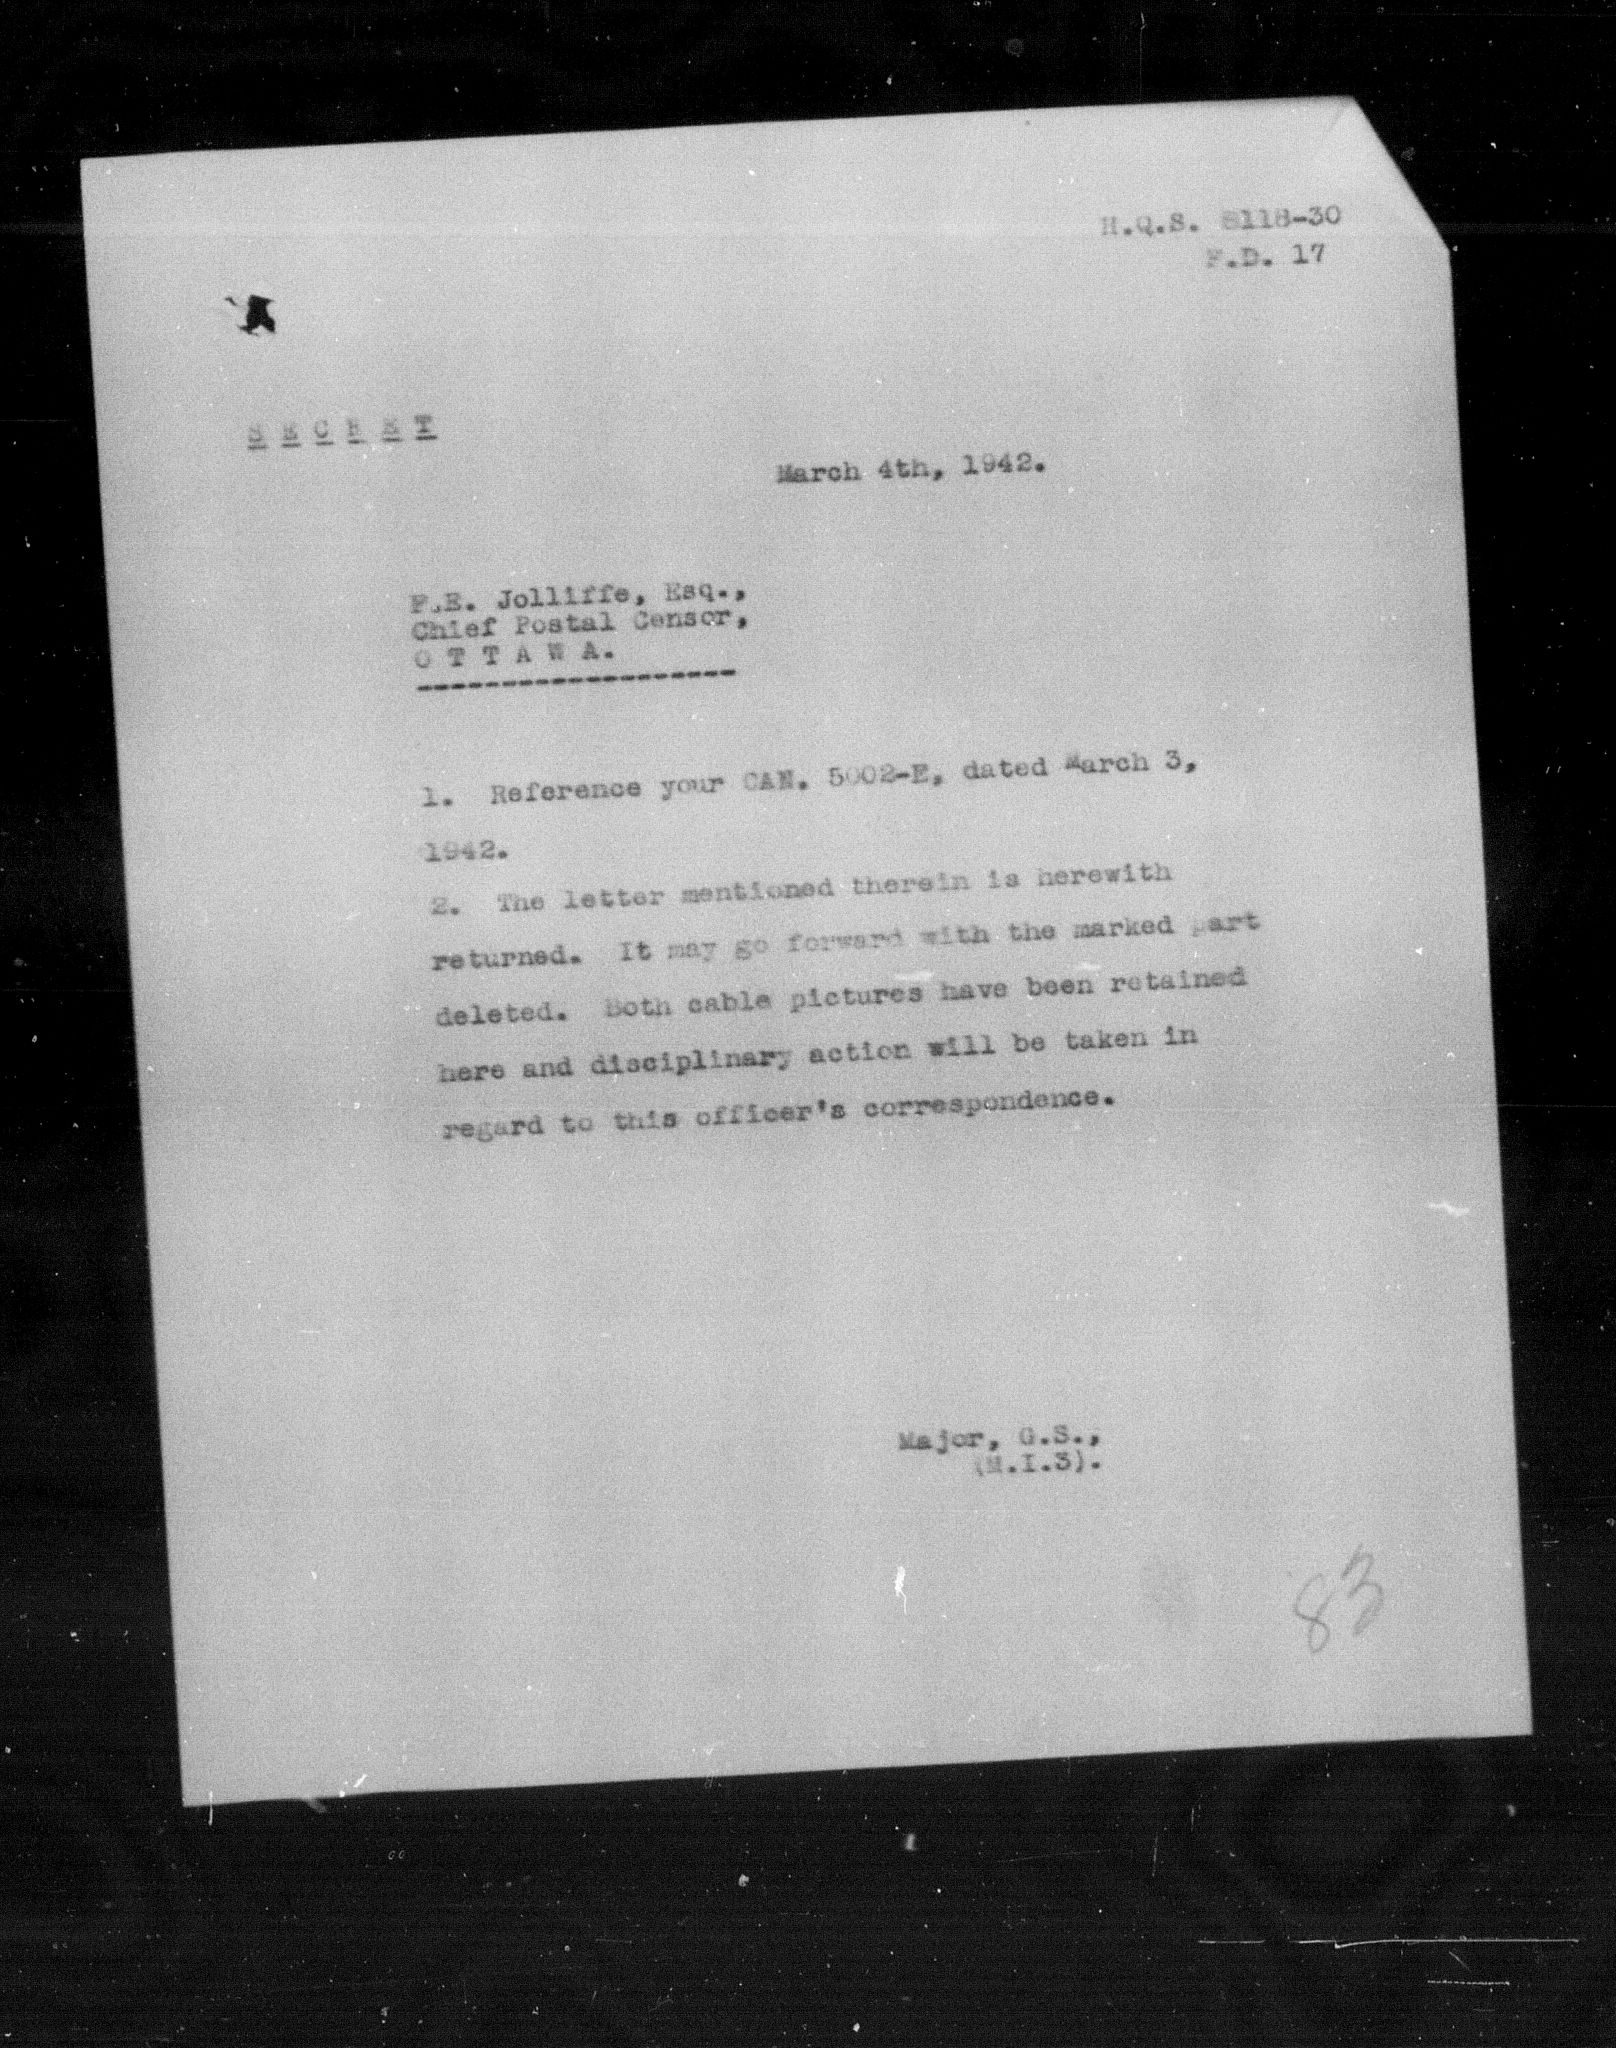 H.Q.S. 8118-30
F.D. 17
S E C R E T
March 4th, 1942.
F.E. Jolliffe, Esq.,
Chief Postal Censor,
O T T A W A.
-------------------
1. Reference your CAN. 5002-E, dated March 3,
1942.
2. The letter mentioned therein is herewith
returned. It may go forward with the marked part
deleted. Both cable pictures have been retained
here and disciplinary action will be taken in
regard to this officer's correspondence.
Major, G.S.,
(M.I.3).
83